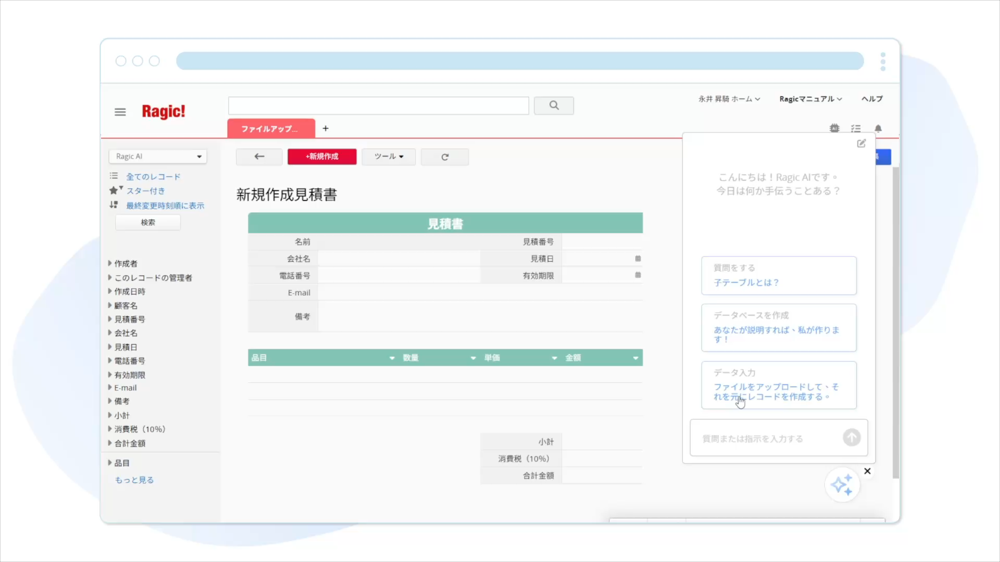 Ragic!
永井 昇騎 ホーム
Ragicマニュアル
ヘルプ
ファイルアップ...
+
AI
Ragic AI
全てのレコード
スター付き
最終変更時刻順に表示
検索
作成者
このレコードの管理者
作成日時
顧客名
見積番号
会社名
見積日
電話番号
有効期限
E-mail
備考
小計
消費税（10%）
合計金額
品目
もっと見る
+新規作成
ツール
新規作成見積書
見積書
名前
見積番号
会社名
見積日
電話番号
有効期限
E-mail
備考
品目 数量 単価 金額
小計
消費税（10%）
合計金額
こんにちは！Ragic AIです。
今日は何か手伝うことある？
質問をする
子テーブルとは？
データベースを作成
あなたが説明すれば、私が作りま
す！
データ入力
ファイルをアップロードして、そ
れを元にレコードを作成する。
質問または指示を入力する